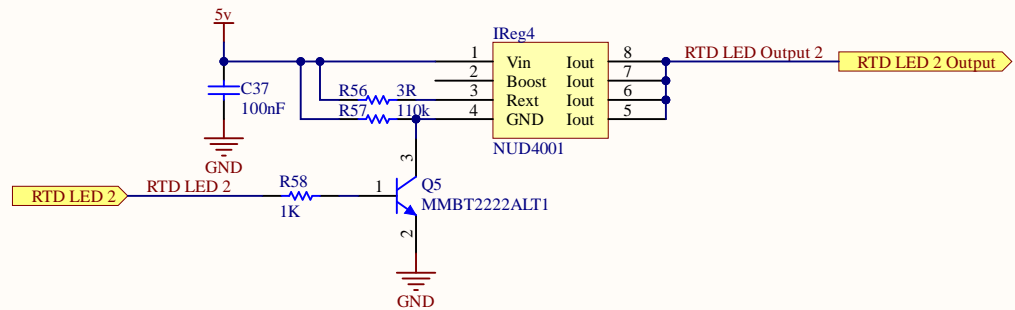 5v
IReg4
1 Vin Iout 8
2 Boost Iout 7
3 Rext Iout 6
4 GND Iout 5
NUD4001
RTD LED Output 2
RTD LED 2 Output
C37
100nF
GND
R56 3R
R57 110k
3
RTD LED 2
RTD LED 2
R58
1K
1
Q5
MMBT2222ALT1
2
GND